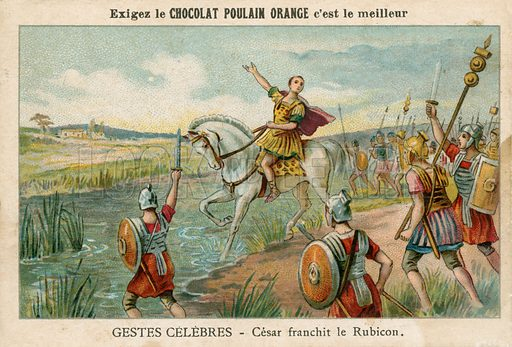 Exigez le CHOCOLAT POULAIN ORANGE c'est le meilleur
GESTES CÉLÈBRES - César franchit le Rubicon.